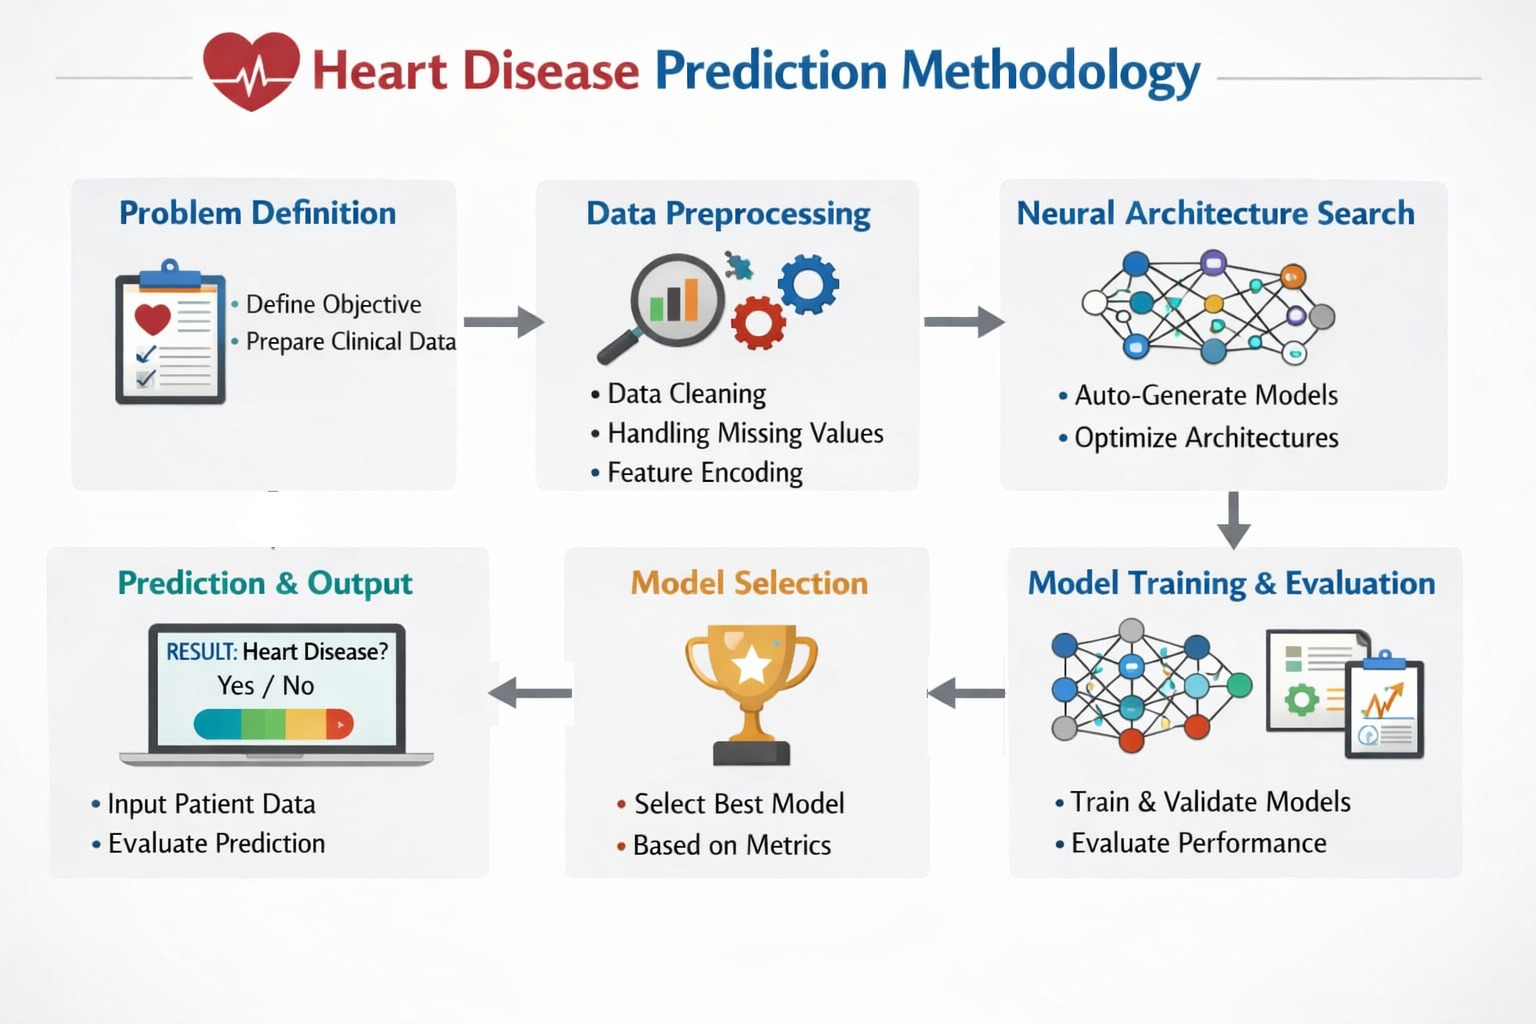 Heart Disease Prediction Methodology
Problem Definition
• Define Objective
• Prepare Clinical Data
Data Preprocessing
• Data Cleaning
• Handling Missing Values
• Feature Encoding
Neural Architecture Search
• Auto-Generate Models
• Optimize Architectures
Model Training & Evaluation
• Train & Validate Models
• Evaluate Performance
Model Selection
• Select Best Model
• Based on Metrics
Prediction & Output
RESULT: Heart Disease?
Yes / No
• Input Patient Data
• Evaluate Prediction